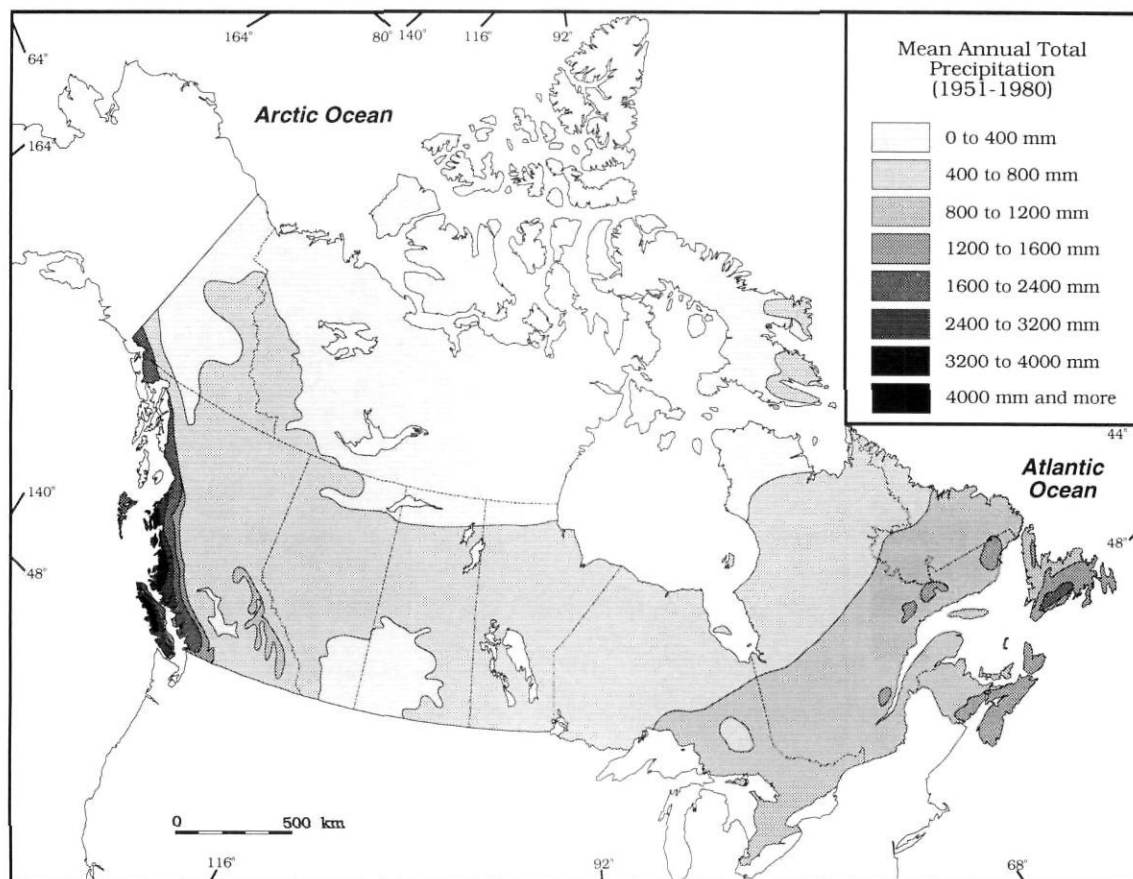 164°
80°
140°
116°
92°
64°
164°
Arctic Ocean
Mean Annual Total
Precipitation
(1951-1980)
0 to 400 mm
400 to 800 mm
800 to 1200 mm
1200 to 1600 mm
1600 to 2400 mm
2400 to 3200 mm
3200 to 4000 mm
4000 mm and more
44°
Atlantic
Ocean
140°
48°
48°
0 500 km
116°
92°
68°